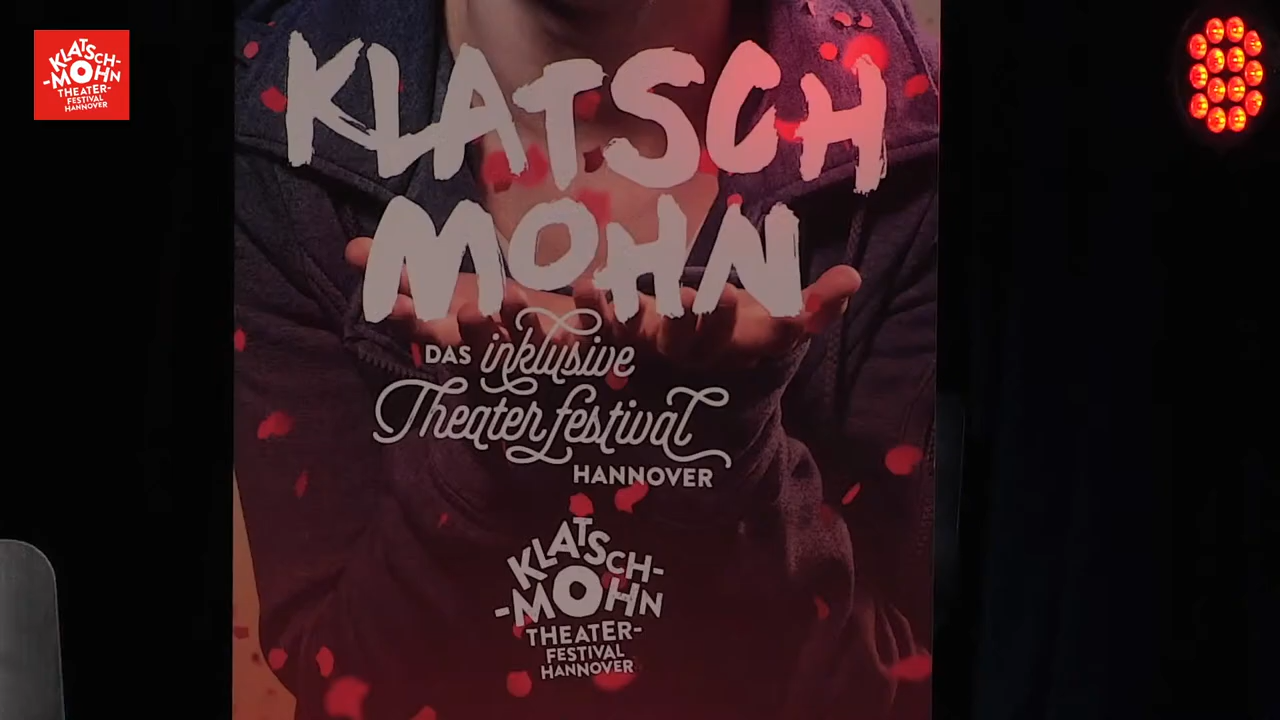 KLATSCH-
-MOHN
THEATER-
FESTIVAL
HANNOVER
KLATSCH
MOHN
DAS inklusive
Theaterfestival
HANNOVER
KLATSCH-
-MOHN
THEATER-
FESTIVAL
HANNOVER